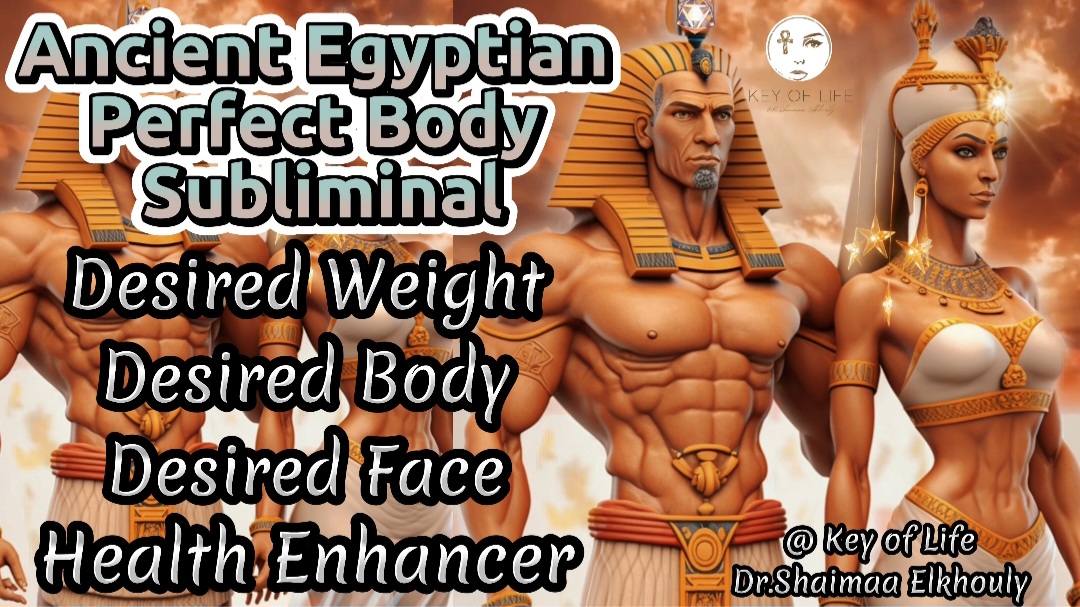 Ancient Egyptian
Perfect Body
Subliminal
Desired Weight
Desired Body
Desired Face
Health Enhancer
KEY OF LIFE
@ Key of Life
Dr.Shaimaa Elkhouly